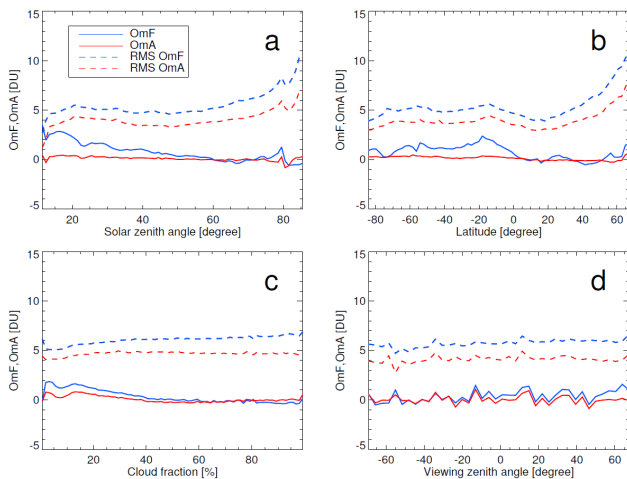 OmF
OmA
RMS OmF
RMS OmA
a
15
10
5
0
-5
OmF,OmA [DU]
20 40 60 80
Solar zenith angle [degree]
b
15
10
5
0
-5
OmF,OmA [DU]
-80 -60 -40 -20 0 20 40 60
Latitude [degree]
c
15
10
5
0
-5
OmF,OmA [DU]
20 40 60 80
Cloud fraction [%]
d
15
10
5
0
-5
OmF,OmA [DU]
-60 -40 -20 0 20 40 60
Viewing zenith angle [degree]